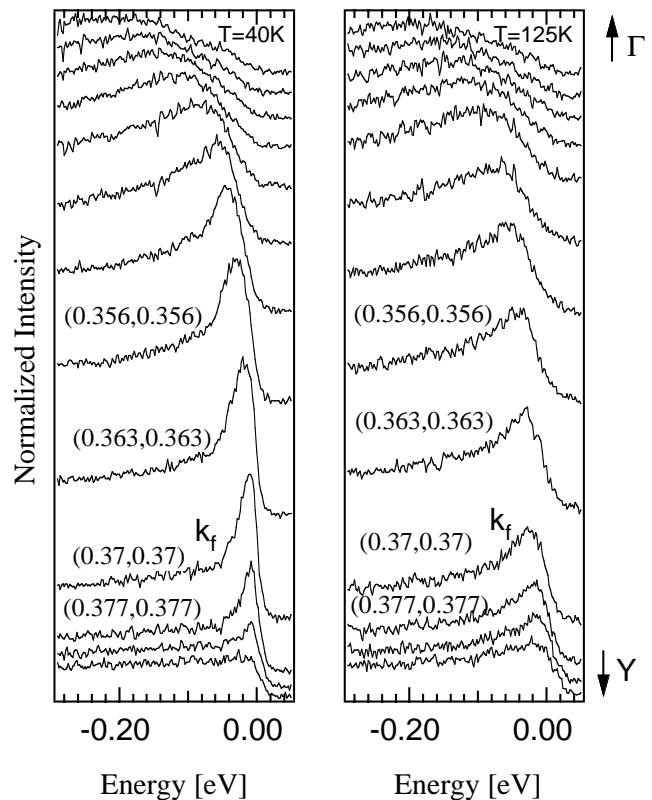 T=40K
T=125K
Γ
Normalized Intensity
(0.356,0.356)
(0.356,0.356)
(0.363,0.363)
(0.363,0.363)
kf
kf
(0.37,0.37)
(0.37,0.37)
(0.377,0.377)
(0.377,0.377)
Y
-0.20 0.00
-0.20 0.00
Energy [eV]
Energy [eV]